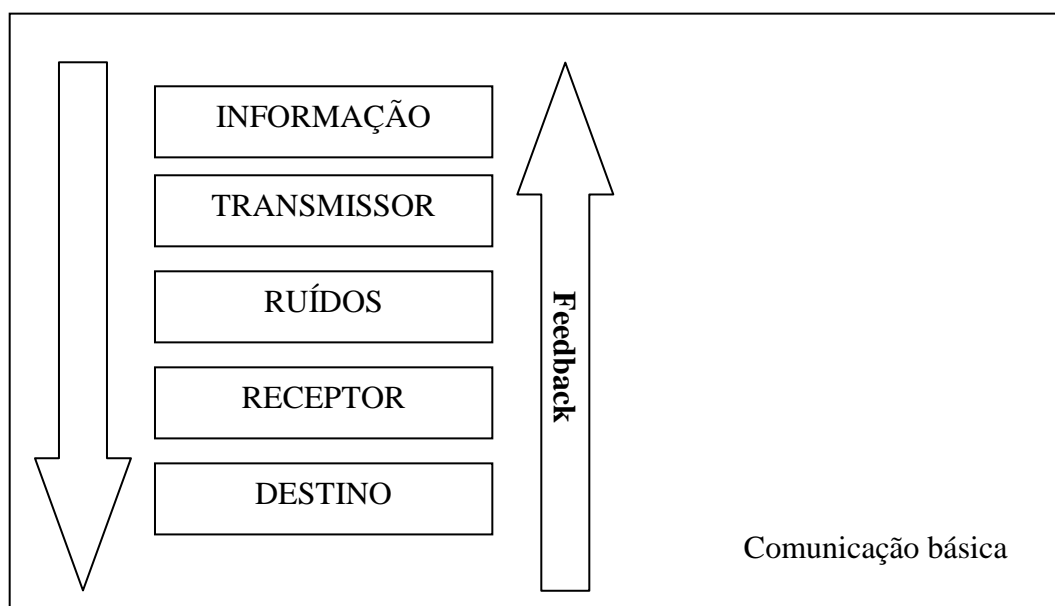 INFORMAÇÃO
TRANSMISSOR
RUÍDOS
RECEPTOR
DESTINO
Feedback
Comunicação básica